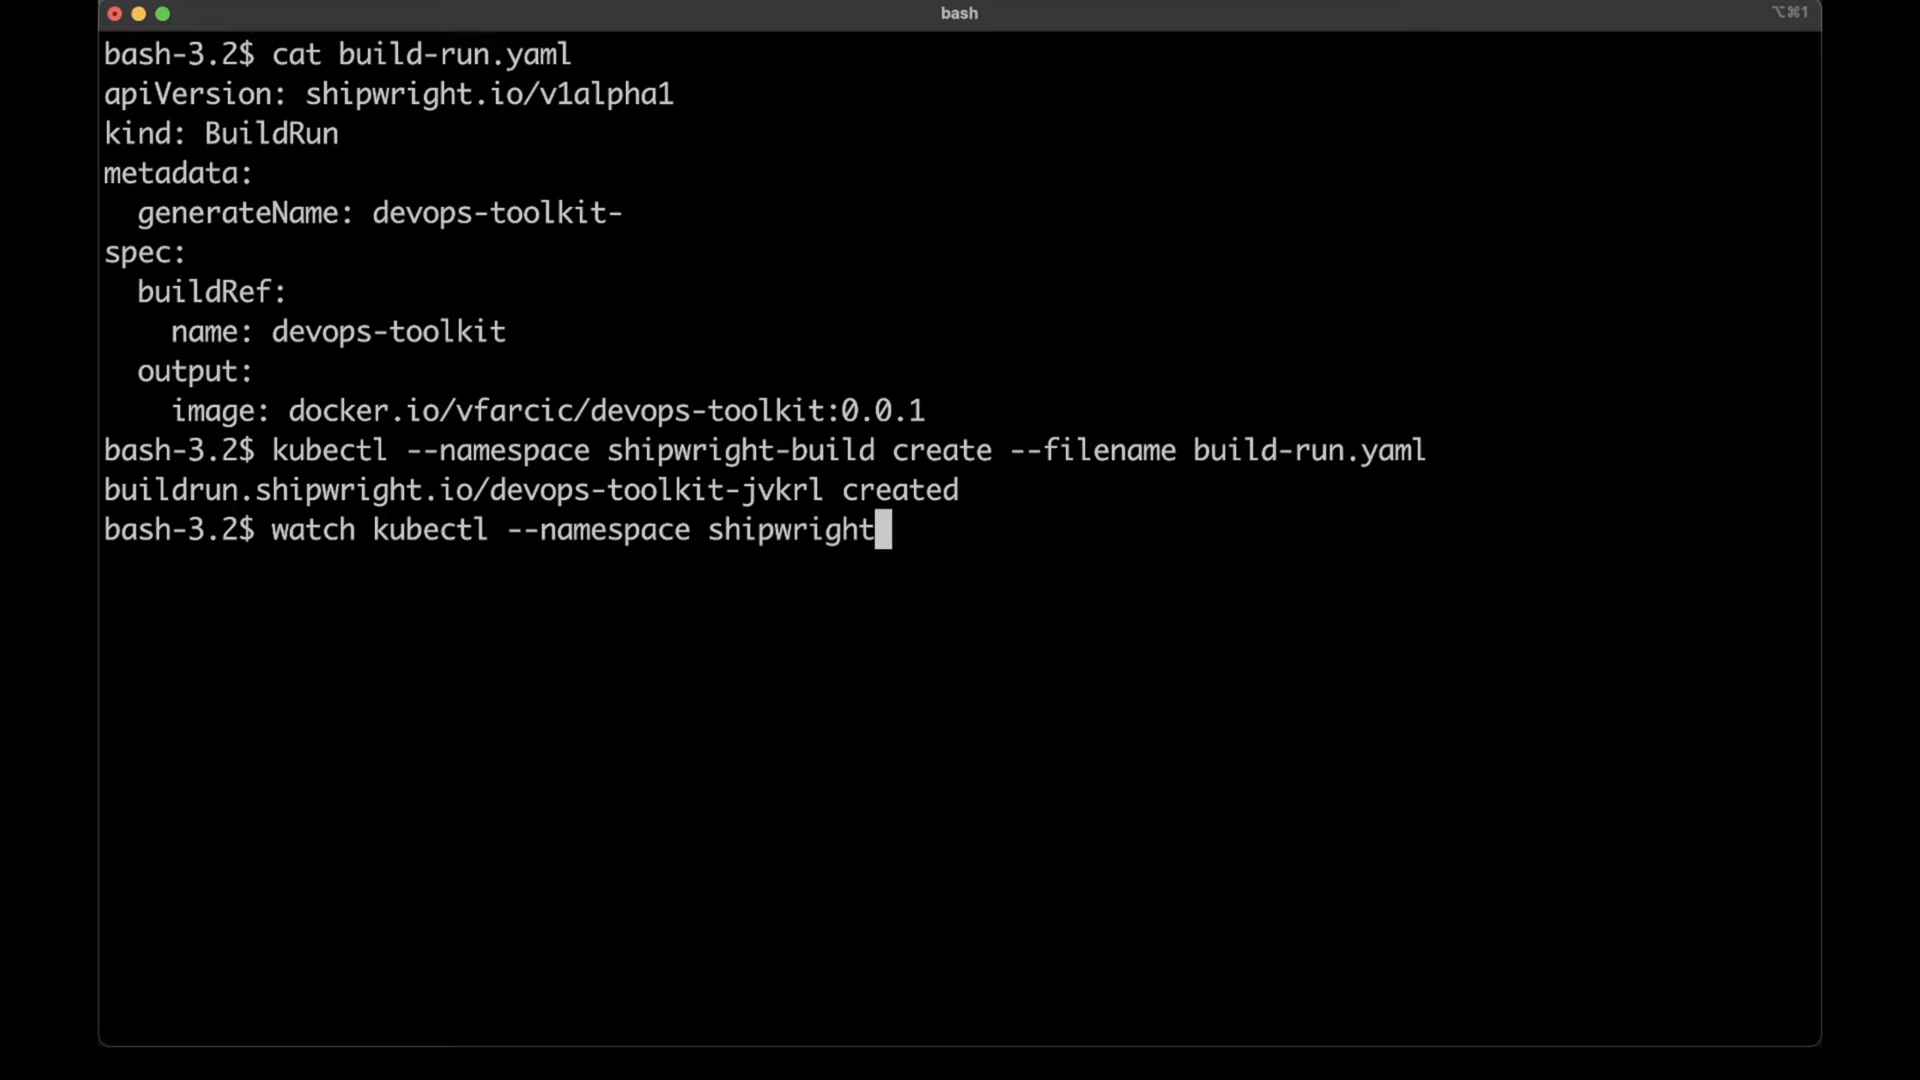 bash
⌥⌘1
bash-3.2$ cat build-run.yaml
apiVersion: shipwright.io/v1alpha1
kind: BuildRun
metadata:
  generateName: devops-toolkit-
spec:
  buildRef:
    name: devops-toolkit
  output:
    image: docker.io/vfarcic/devops-toolkit:0.0.1
bash-3.2$ kubectl --namespace shipwright-build create --filename build-run.yaml
buildrun.shipwright.io/devops-toolkit-jvkrl created
bash-3.2$ watch kubectl --namespace shipwright